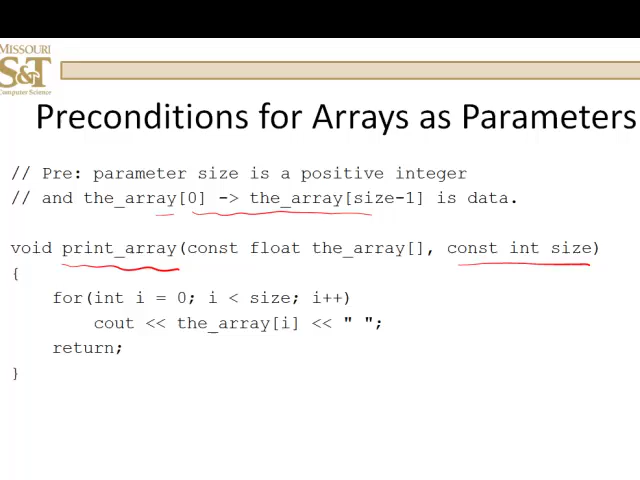 MISSOURI
S&T
Computer Science
Preconditions for Arrays as Parameters
// Pre: parameter size is a positive integer
// and the_array[0] -> the_array[size-1] is data.
void print_array(const float the_array[], const int size)
{
for(int i = 0; i < size; i++)
cout << the_array[i] << " ";
return;
}